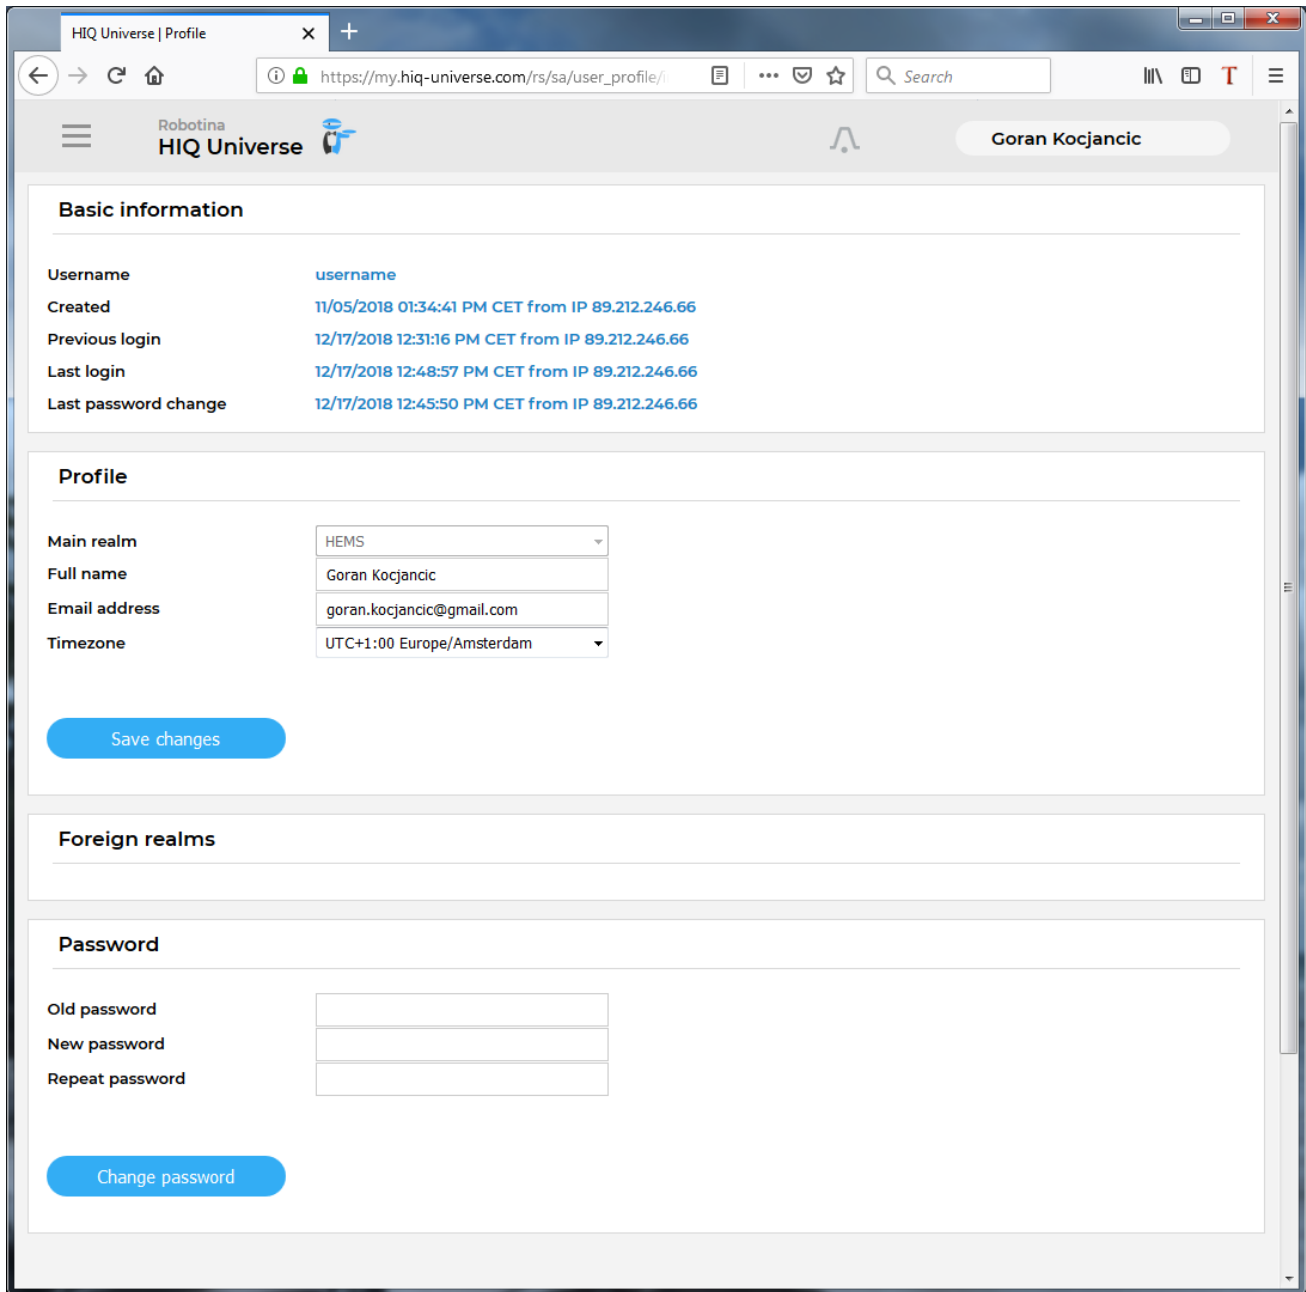 HIQ Universe | Profile
https://my.hiq-universe.com/rs/sa/user_profile/i
Search
T
Robotina
HIQ Universe
Goran Kocjancic
Basic information
Username username
Created 11/05/2018 01:34:41 PM CET from IP 89.212.246.66
Previous login 12/17/2018 12:31:16 PM CET from IP 89.212.246.66
Last login 12/17/2018 12:48:57 PM CET from IP 89.212.246.66
Last password change 12/17/2018 12:45:50 PM CET from IP 89.212.246.66
Profile
Main realm HEMS
Full name Goran Kocjancic
Email address goran.kocjancic@gmail.com
Timezone UTC+1:00 Europe/Amsterdam
Save changes
Foreign realms
Password
Old password
New password
Repeat password
Change password